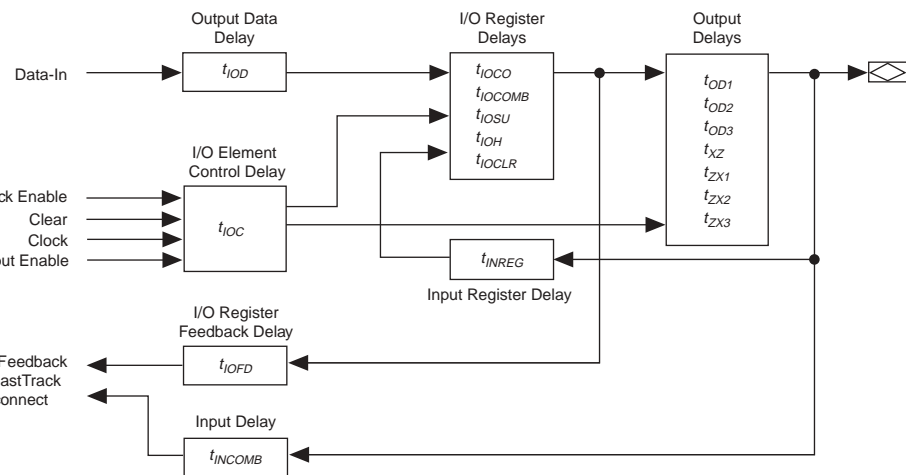 Output Data
Delay
I/O Register
Delays
Output
Delays
Data-In
tIOD
tIOCO
tIOCOMB
tIOSU
tIOH
tIOCLR
tOD1
tOD2
tOD3
tXZ
tZX1
tZX2
tZX3
I/O Element
Control Delay
Enable
Clear
Clock
Enable
tIOC
tINREG
Input Register Delay
I/O Register
Feedback Delay
Feedback
tIOFD
Input Delay
tINCOMB